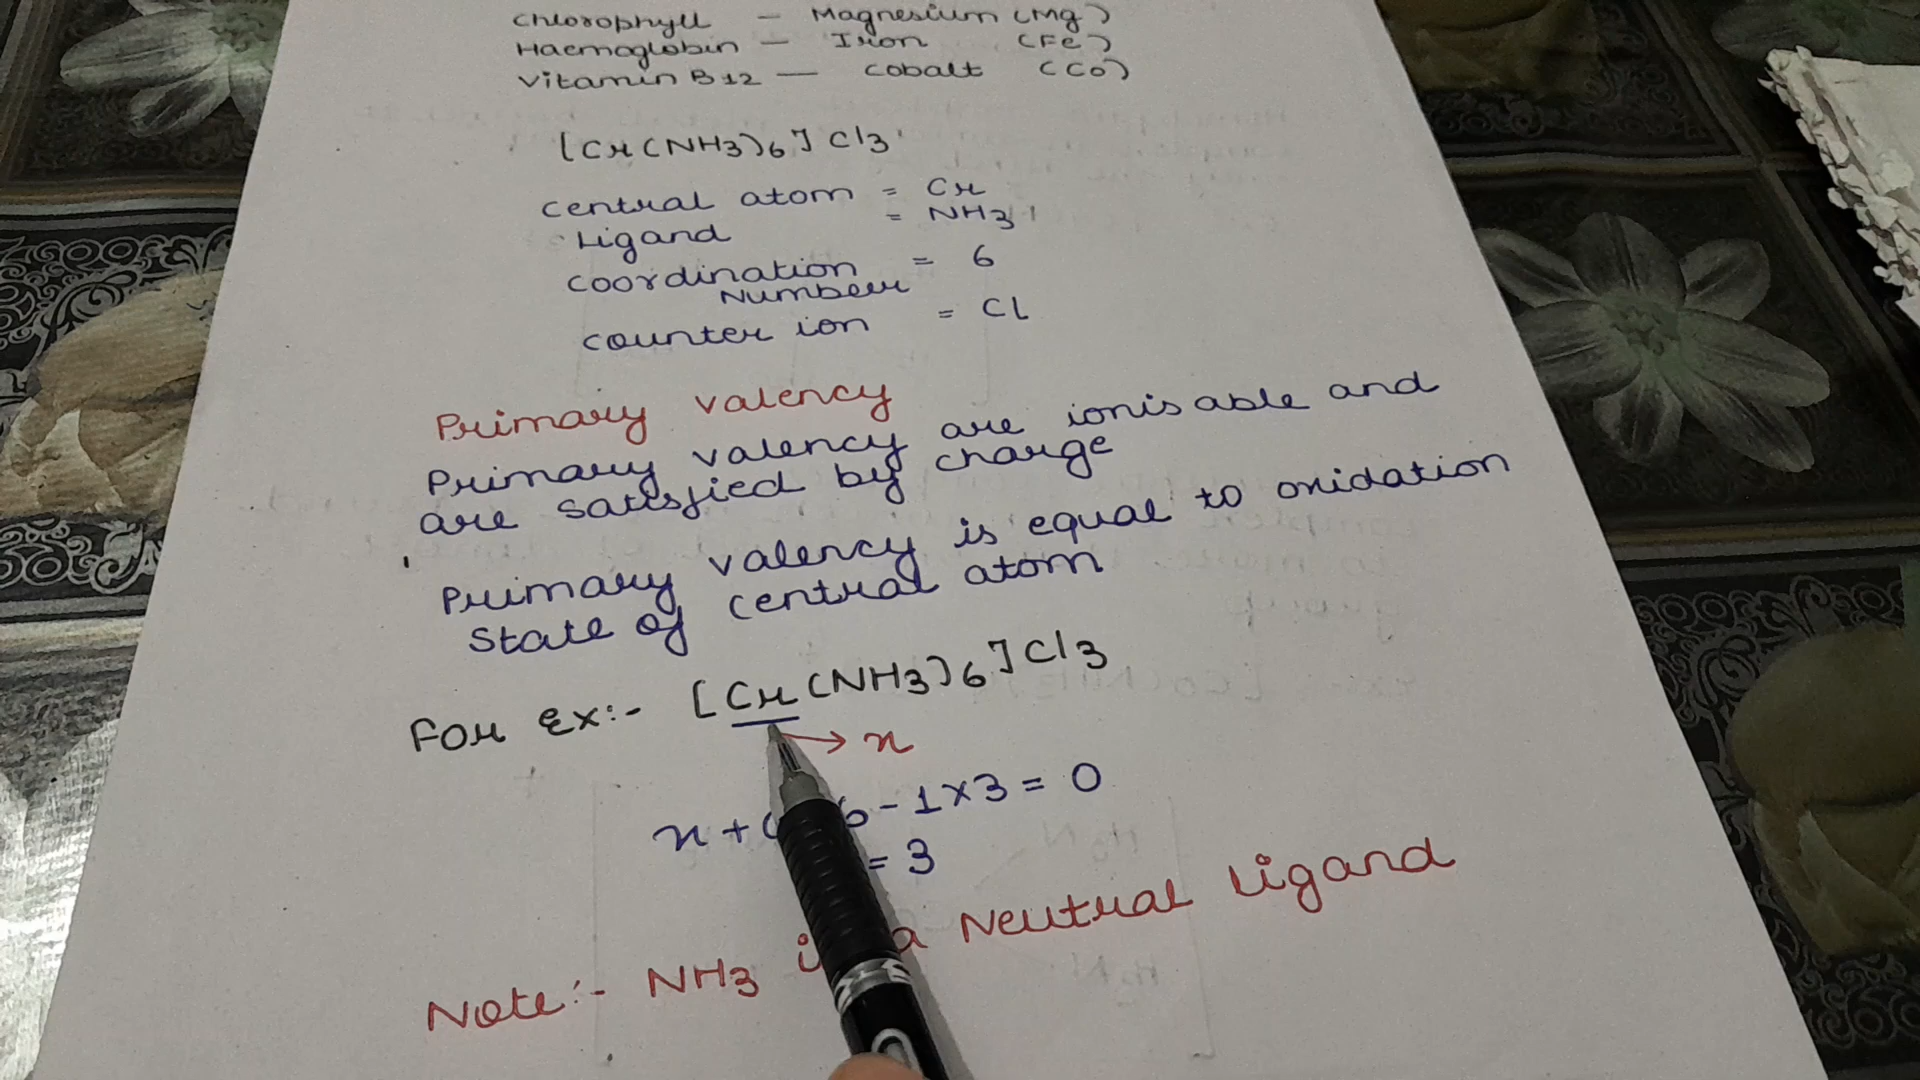 Chlorophyll - Magnesium (Mg)
Haemoglobin - Iron (Fe)
Vitamin B12 - Cobalt (Co)
[Cr(NH3)6]Cl3
central atom = Cr
Ligand = NH3
coordination Number = 6
counter ion = Cl
Primary valency
Primary valency are ionisable and
are satisfied by charge
Primary valency is equal to oxidation
state of central atom
For Ex:- [Cr(NH3)6]Cl3
→ x
x + 6 - 1×3 = 0
= 3
Note:- NH3 a Neutral Ligand